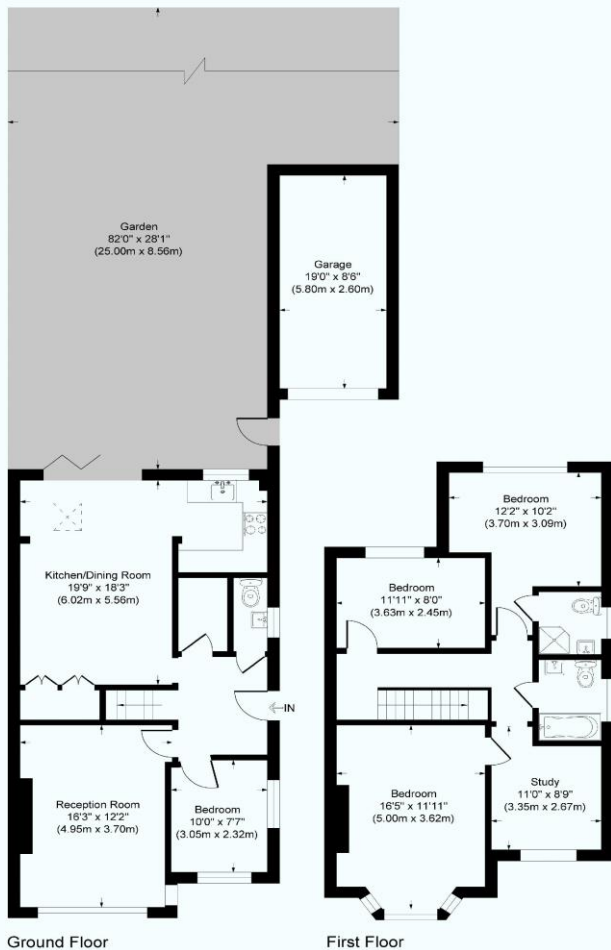 Garden
82'0" x 28'1"
(25.00m x 8.56m)
Garage
19'0" x 8'6"
(5.80m x 2.60m)
Kitchen/Dining Room
19'9" x 18'3"
(6.02m x 5.56m)
IN
Reception Room
16'3" x 12'2"
(4.95m x 3.70m)
Bedroom
10'0" x 7'7"
(3.05m x 2.32m)
Ground Floor
Bedroom
12'2" x 10'2"
(3.70m x 3.09m)
Bedroom
11'11" x 8'0"
(3.63m x 2.45m)
Bedroom
16'5" x 11'11"
(5.00m x 3.62m)
Study
11'0" x 8'9"
(3.35m x 2.67m)
First Floor